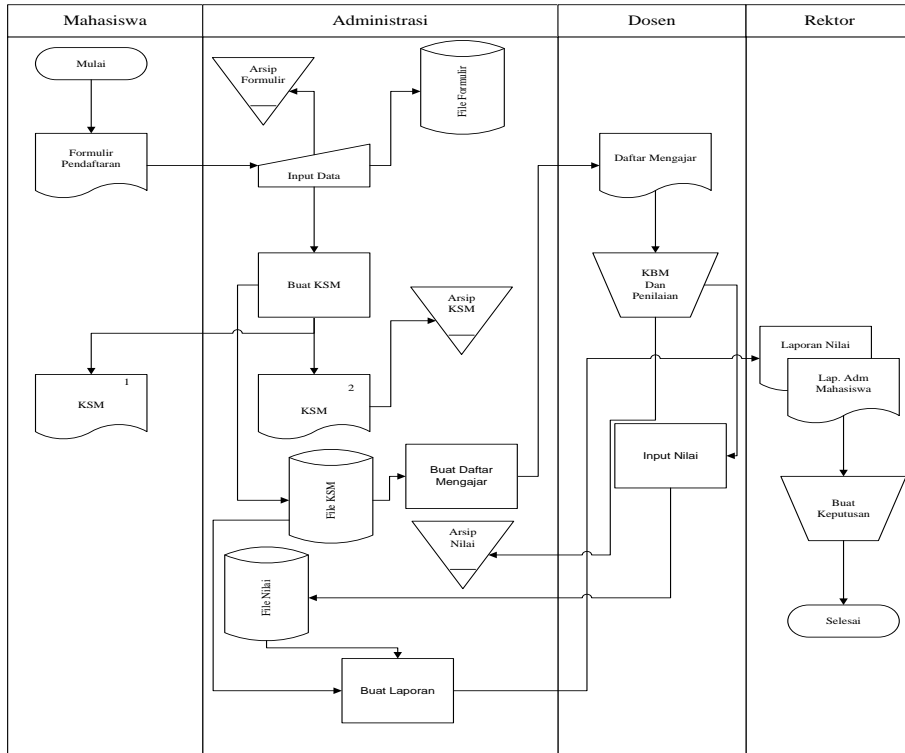 Mahasiswa
Administrasi
Dosen
Rektor
Mulai
Arsip
Formulir
File Formulir
Formulir
Pendaftaran
Input Data
Daftar Mengajar
Buat KSM
Arsip
KSM
KBM
Dan
Penilaian
Laporan Nilai
Lap. Adm
Mahasiswa
1
KSM
2
KSM
Input Nilai
File KSM
Buat Daftar
Mengajar
Buat
Keputusan
Arsip
Nilai
File Nilai
Selesai
Buat Laporan